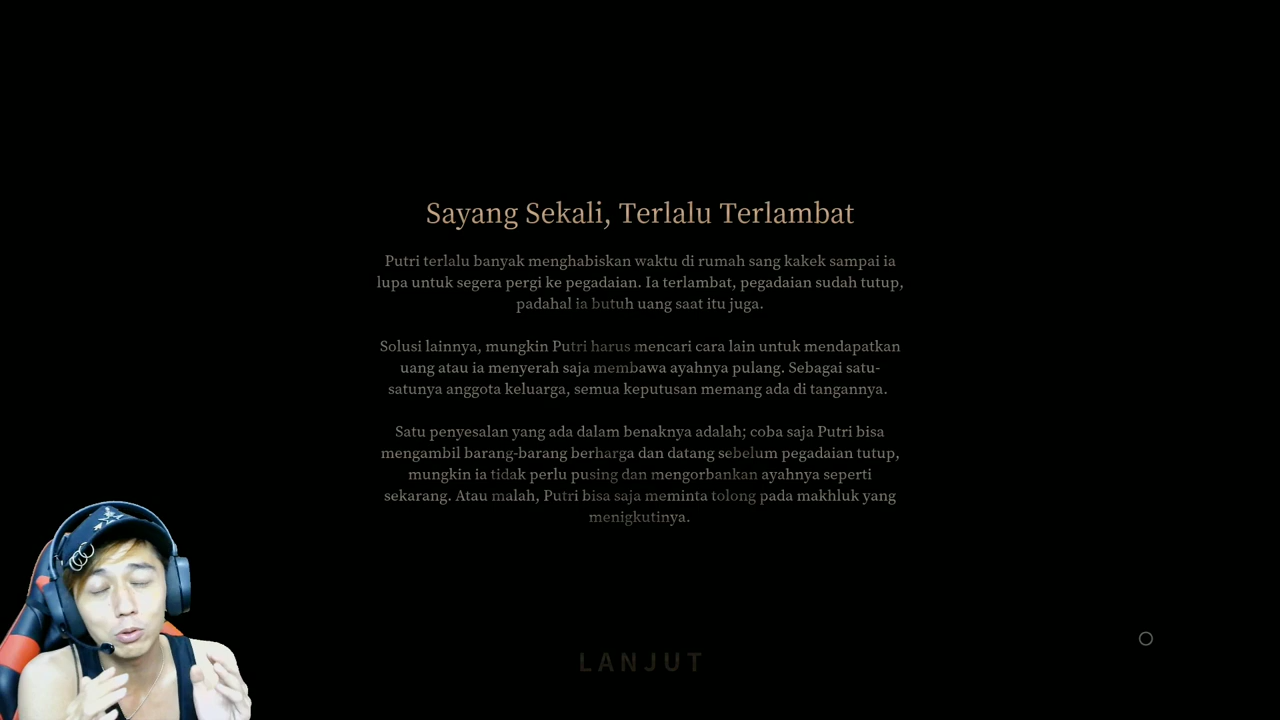 Sayang Sekali, Terlalu Terlambat
Putri terlalu banyak menghabiskan waktu di rumah sang kakek sampai ia
lupa untuk segera pergi ke pegadaian. Ia terlambat, pegadaian sudah tutup,
padahal ia butuh uang saat itu juga.
Solusi lainnya, mungkin Putri harus mencari cara lain untuk mendapatkan
uang atau ia menyerah saja membawa ayahnya pulang. Sebagai satu-
satunya anggota keluarga, semua keputusan memang ada di tangannya.
Satu penyesalan yang ada dalam benaknya adalah; coba saja Putri bisa
mengambil barang-barang berharga dan datang sebelum pegadaian tutup,
mungkin ia tidak perlu pusing dan mengorbankan ayahnya seperti
sekarang. Atau malah, Putri bisa saja meminta tolong pada makhluk yang
menigkutinya.
LANJUT